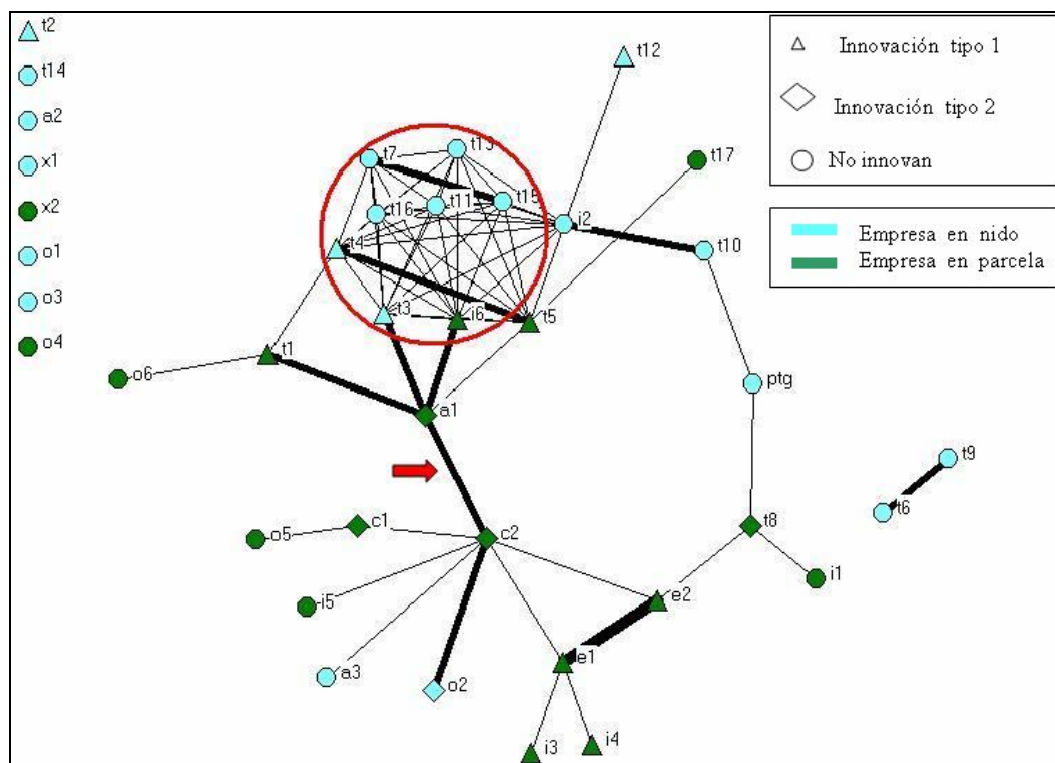 t2
t14
a2
x1
x2
o1
o3
o4
t12
t17
t7
t13
t16
t11
t15
i2
t10
t4
t3
i6
t5
t1
o6
a1
ptg
t9
t6
c1
o5
c2
t8
i5
i1
e2
a3
o2
e1
i3
i4
Innovación tipo 1
Innovación tipo 2
No innovan
Empresa en nido
Empresa en parcela